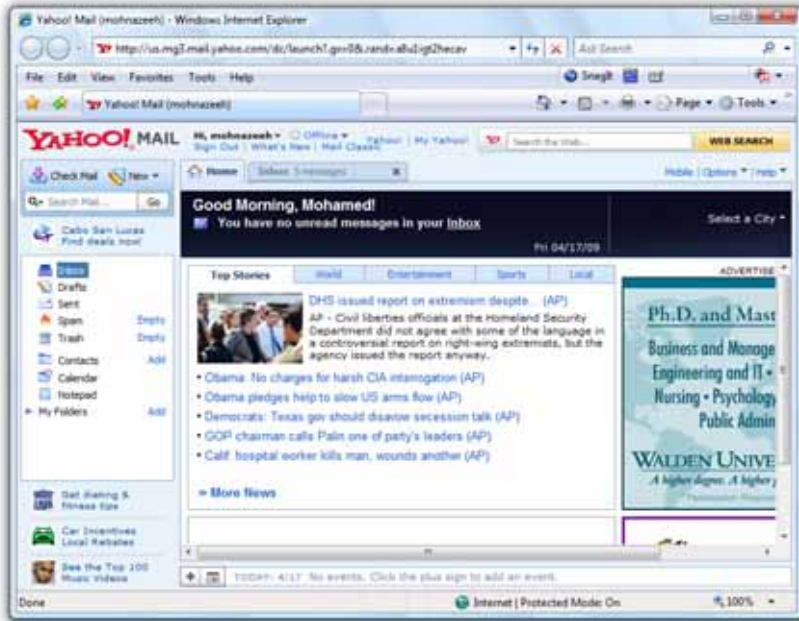 Yahoo! Mail (mohnazeeh) - Windows Internet Explorer
File Edit View Favorites Tools Help
SnagIt
Yahoo! Mail (mohnazeeh)
Page Tools
YAHOO! MAIL
Hi, mohnazeeh Offline
Sign Out What's New Mail Classic
Yahoo! My Yahoo!
Search the Web...
WEB SEARCH
Check Mail New
Home
Inbox 5 messages
Mobile Options Help
Search Mail... Go
Good Morning, Mohamed!
You have no unread messages in your Inbox
Select a City
Fri 04/17/09
Cabo San Lucas
Find deals now!
Inbox
Drafts
Sent
Spam Empty
Trash Empty
Contacts Add
Calendar
Notepad
My Folders Add
Top Stories World Entertainment Sports Local
DHS issued report on extremism despite... (AP)
AP - Civil liberties officials at the Homeland Security
Department did not agree with some of the language in
a controversial report on right-wing extremists, but the
agency issued the report anyway.
• Obama: No charges for harsh CIA interrogation (AP)
• Obama pledges help to slow US arms flow (AP)
• Democrats: Texas gov should disavow secession talk (AP)
• GOP chairman calls Palin one of party's leaders (AP)
• Calif. hospital worker kills man, wounds another (AP)
» More News
ADVERTISE
Ph.D. and Mast
Business and Manage
Engineering and IT •
Nursing • Psychology
Public Admin
WALDEN UNIVE
A higher degree. A higher p
Get dialing &
fitness tips
Car Incentives
Local Rebates
See the Top 100
Music Videos
TODAY: 4/17 No events. Click the plus sign to add an event.
Done
Internet | Protected Mode: On
100%